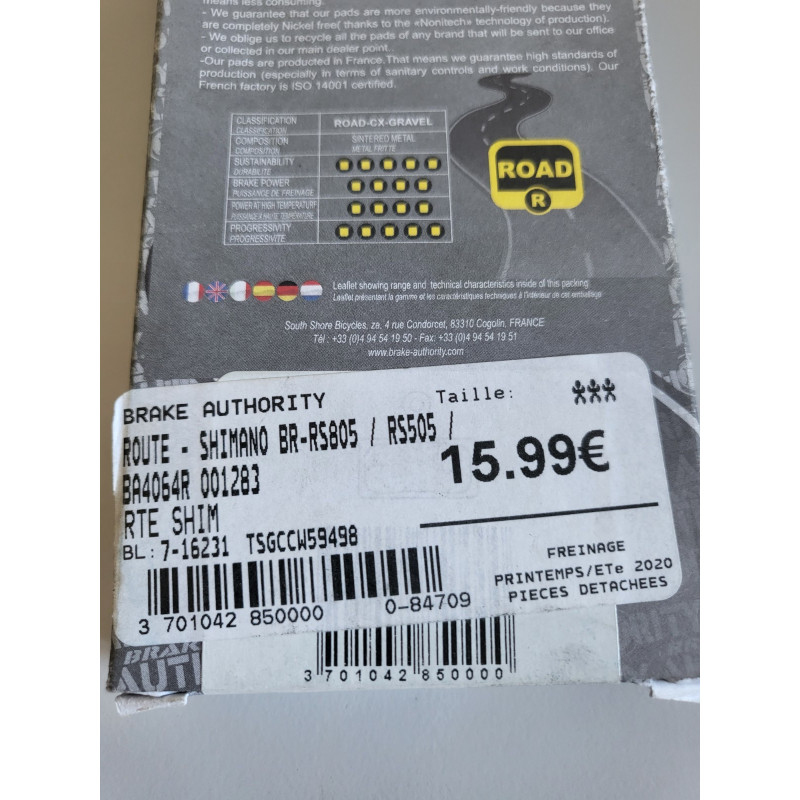 means less consuming.
- We guarantee that our pads are more environmentally-friendly because they
are completely Nickel free( thanks to the «Nonitech» technology of production).
- We oblige us to recycle all the pads of any brand that will be sent to our office
or collected in our main dealer point.
-Our pads are produced in France.That means we guarantee high standards of
production (especially in terms of sanitary controls and work conditions). Our
French factory is ISO 14001 certified.
CLASSIFICATION ROAD-CX-GRAVEL
CLASSIFICATION
COMPOSITION SINTERED METAL
COMPOSITION METAL FRITTE
SUSTAINABILITY
DURABILITE
BRAKE POWER
PUISSANCE DE FREINAGE
POWER AT HIGH TEMPERATURE
PUISSANCE A HAUTE TEMPERATURE
PROGRESSIVITY
PROGRESSIVITE
ROAD
R
Leaflet showing range and technical characteristics inside of this packing
Leaflet présentant la gamme et les caractéristiques techniques à l'interieure de cet emballage
South Shore Bicycles, za, 4 rue Condorcet, 83310 Cogolin, FRANCE
Tél : +33 (0)4 94 54 19 50 - Fax: +33 (0)4 94 54 19 51
www.brake-authority.com
BRAKE AUTHORITY Taille:
ROUTE - SHIMANO BR-RS805 / RS505 /
15.99€
BA4064R 001283
RTE SHIM
BL: 7-16231 TSGCCW59498
FREINAGE
PRINTEMPS/ETe 2020
PIECES DETACHEES
3 701042 850000 0-84709
BRAK
AUTI
3 701042 850000